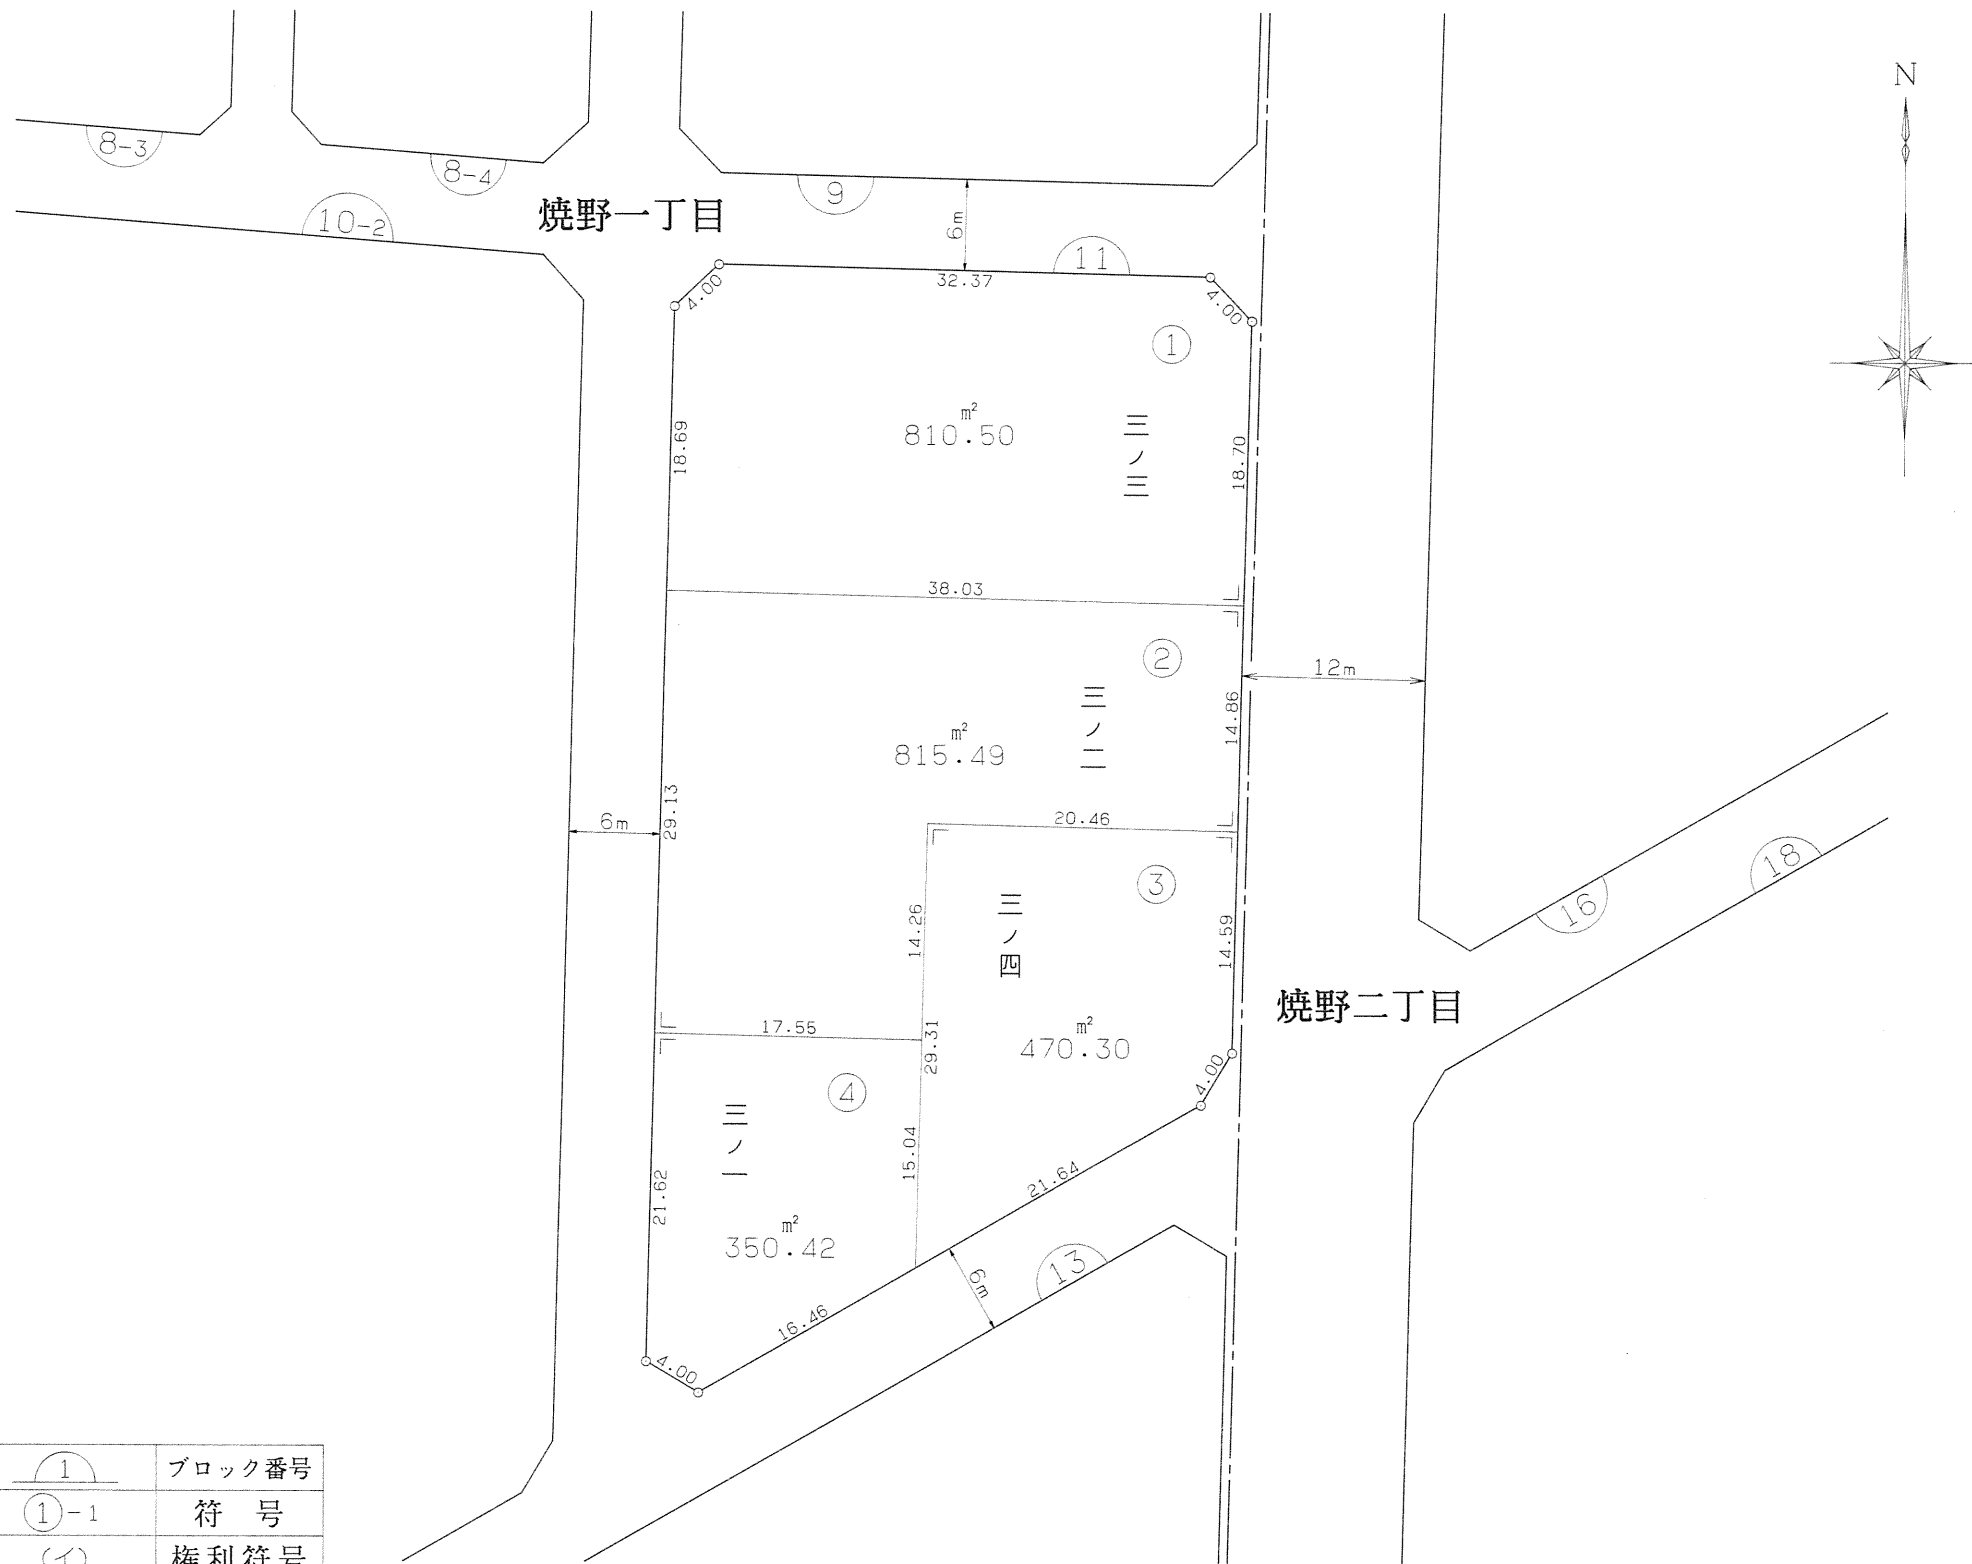 N
8-3
8-4
9
10-2
焼野一丁目
6m
11
4.00
32.37
4.00
①
m²
810.50
三ノ三
18.69
18.70
38.03
②
12m
m²
815.49
三ノ二
14.86
6m
29.13
20.46
③
14.26
三ノ四
14.59
18
16
焼野二丁目
17.55
29.31
m²
470.30
4.00
④
三ノ一
15.04
21.62
21.64
m²
350.42
6m
13
16.46
4.00
1 ブロック番号
①-1 符号
(イ) 権利符号